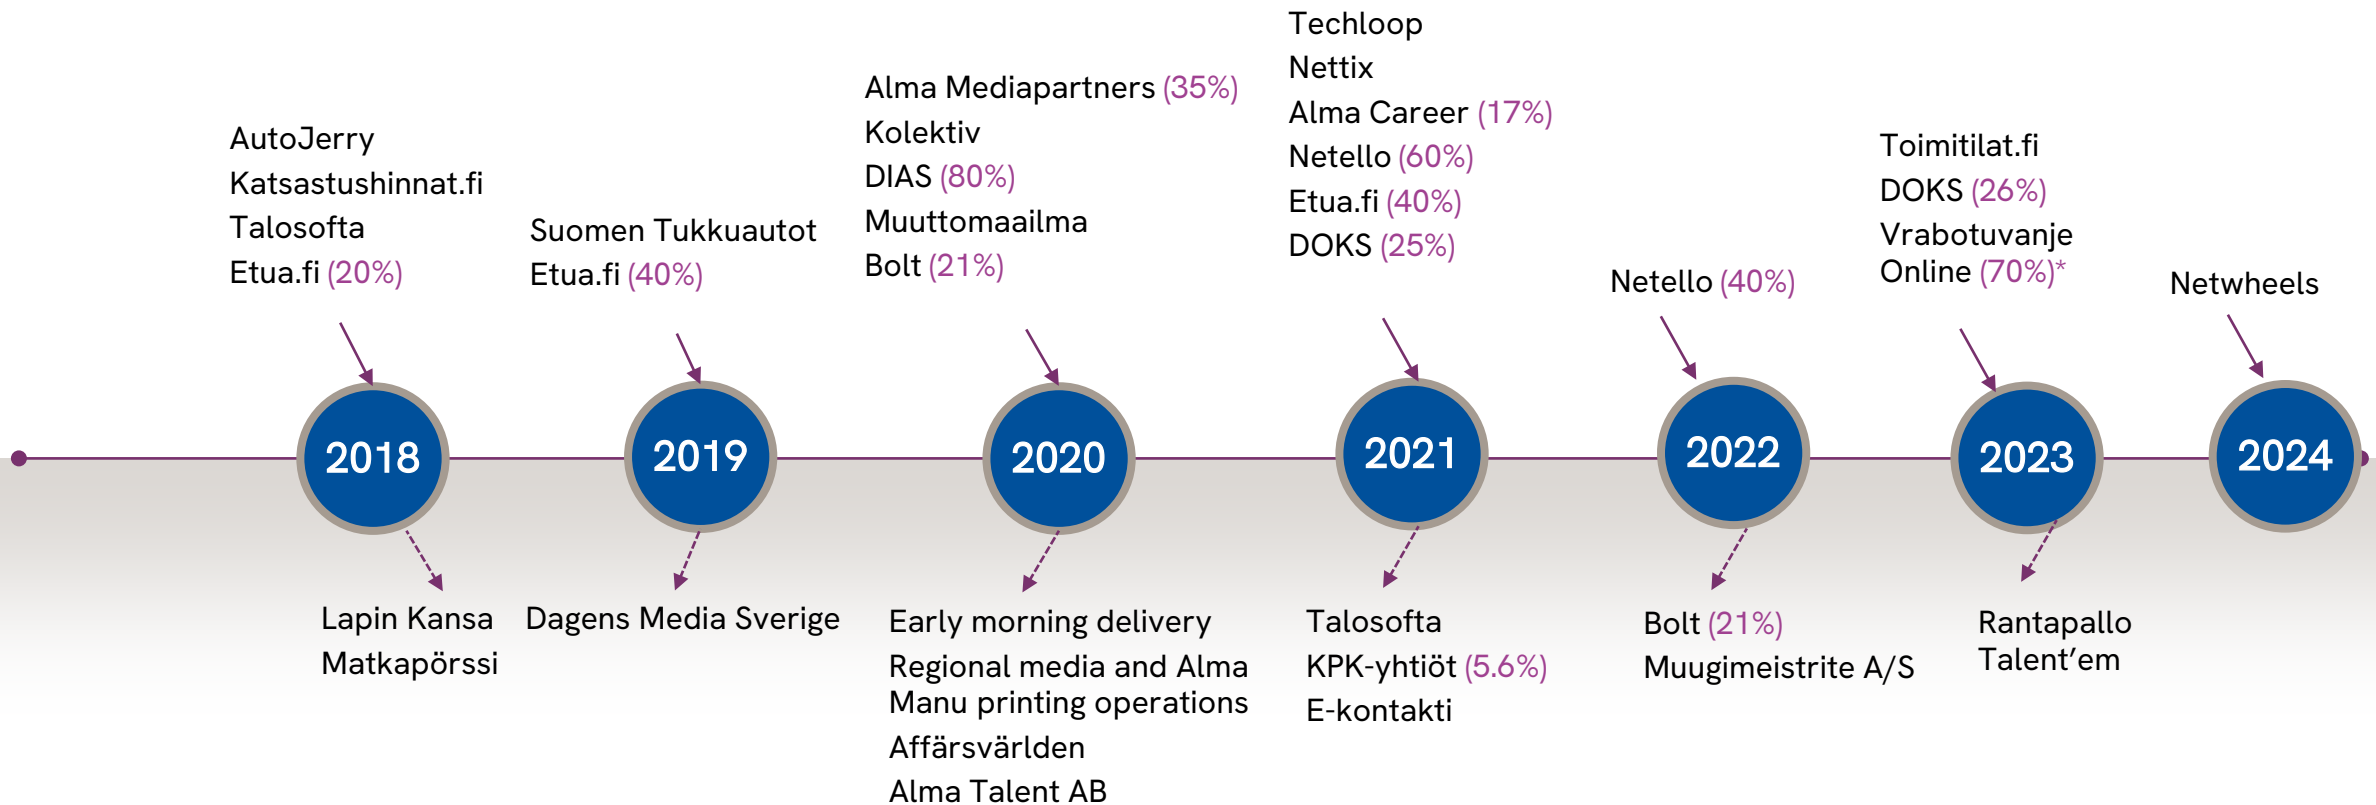 AutoJerry
Katsastushinnat.fi
Talosofta
Etua.fi (20%)
Suomen Tukkuautot
Etua.fi (40%)
Alma Mediapartners (35%)
Kolektiv
DIAS (80%)
Muuttomaailma
Bolt (21%)
Techloop
Nettix
Alma Career (17%)
Netello (60%)
Etua.fi (40%)
DOKS (25%)
Netello (40%)
Toimitilat.fi
DOKS (26%)
Vrabotuvanje
Online (70%)*
Netwheels
2018
2019
2020
2021
2022
2023
2024
Lapin Kansa
Matkapörssi
Dagens Media Sverige
Early morning delivery
Regional media and Alma
Manu printing operations
Affärsvärlden
Alma Talent AB
Talosofta
KPK-yhtiöt (5.6%)
E-kontakti
Bolt (21%)
Muugimeistrite A/S
Rantapallo
Talent’em